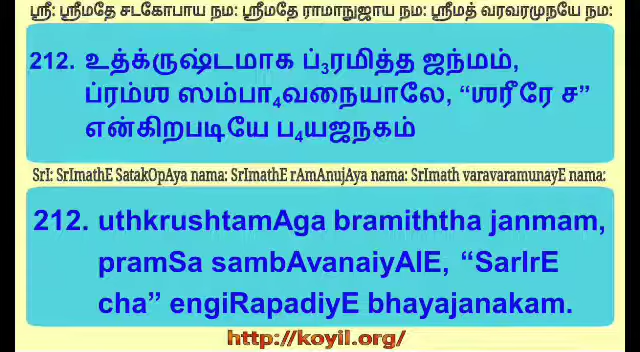 ஸ்ரீ: ஸ்ரீமதே சடகோபாய நம: ஸ்ரீமதே ராமாநுஜாய நம: ஸ்ரீமத் வரவரமுநயே நம:
212. உத்க்ருஷ்டமாக ப்₃ரமித்த ஜந்மம்,
ப்ரம்ஶ ஸம்பா₄வநையாலே, “ஶரீரே ச”
என்கிறபடியே ப₄யஜநகம்
SrI: SrImathE SatakOpAya nama: SrImathE rAmAnujAya nama: SrImath varavaramunayE nama:
212. uthkrushtamAga bramiththa janmam,
pramSa sambAvanaiyAlE, “SarIrE
cha” engiRapadiyE bhayajanakam.
http://koyil.org/